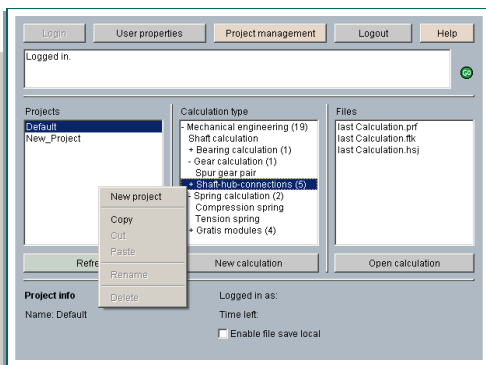 Login User properties Project management Logout Help
Logged in.
Go
Projects Calculation type Files
Default - Mechanical engineering (19) last Calculation.prf
New_Project Shaft calculation last Calculation.ftk
+ Bearing calculation (1) last Calculation.hsj
- Gear calculation (1)
Spur gear pair
+ Shaft-hub-connections (5)
- Spring calculation (2)
Compression spring
Tension spring
+ Gratis modules (4)
New project
Copy
Cut
Paste
Rename
Delete
New calculation Open calculation
Project info Logged in as:
Name: Default Time left:
Enable file save local